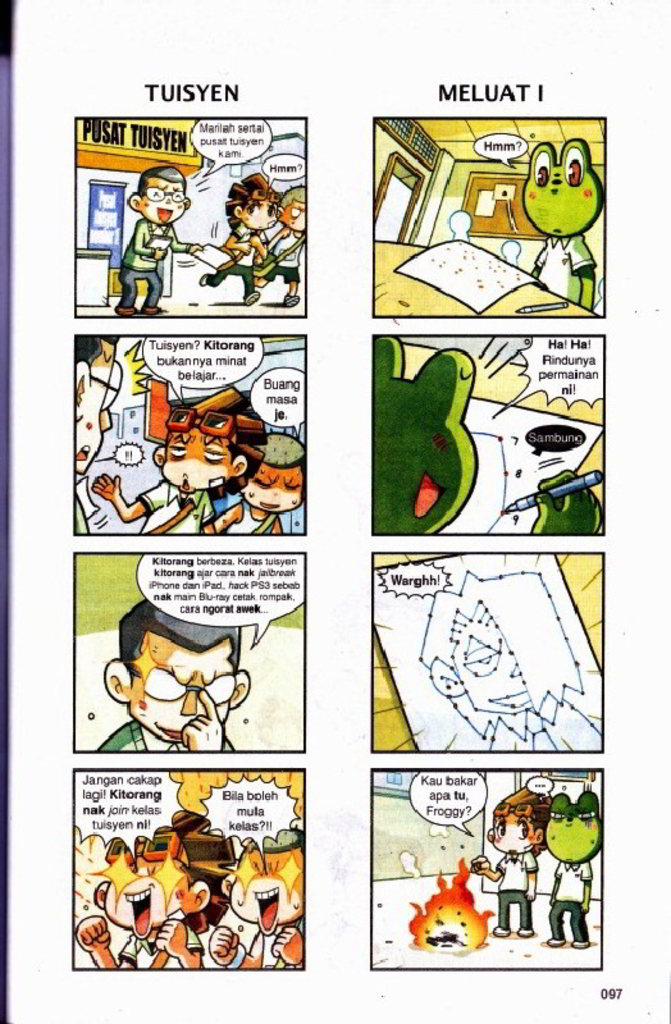 TUISYEN
PUSAT TUISYEN
Marilah sertai
pusat tuisyen
kami.
Hmm?
Tuisyen? Kitorang
bukannya minat
belajar...
Buang
masa
je.
!!
Kitorang berbeza. Kelas tuisyen
kitorang ajar cara nak jailbreak
iPhone dan iPad, hack PS3 sebab
nak main Blu-ray cetak rompak,
cara ngorat awek...
Jangan cakap
lagi! Kitorang
nak join kelas
tuisyen ni!
Bila boleh
mula
kelas?!!
MELUAT I
Hmm?
Ha! Ha!
Rindunya
permainan
ni!
Sambung
7
8
9
Warghh!
Kau bakar
apa tu,
Froggy?
...
097